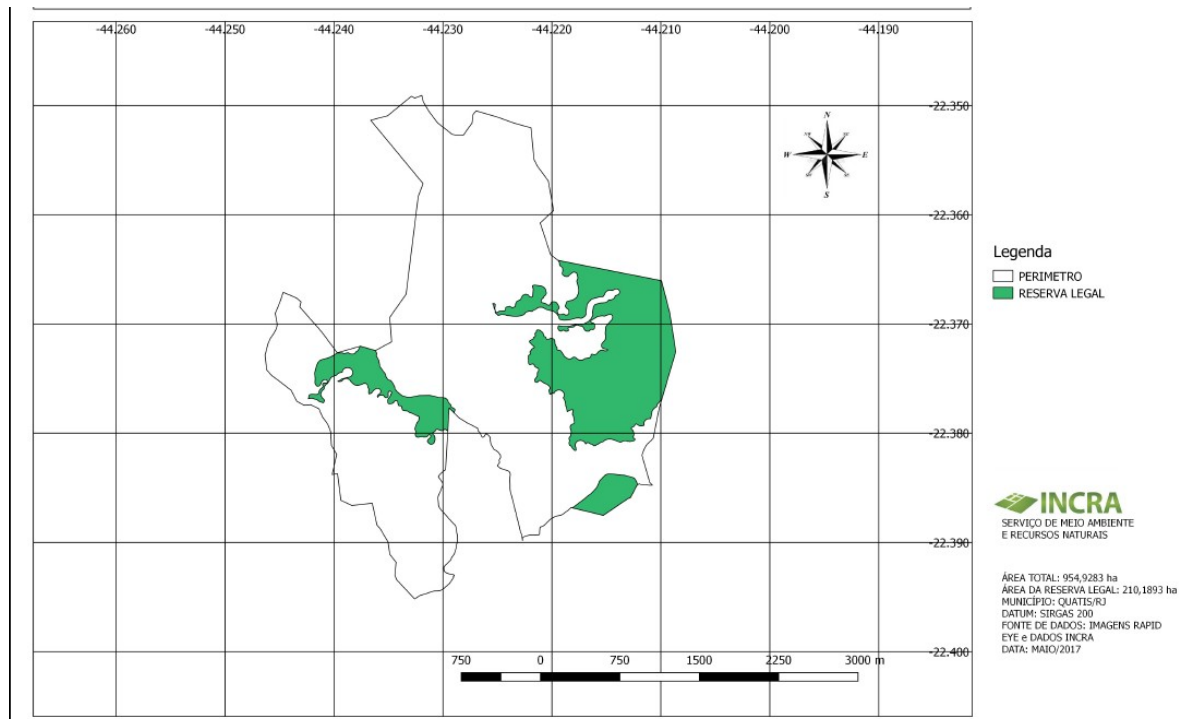 -44.260 -44.250 -44.240 -44.230 -44.220 -44.210 -44.200 -44.190
-22.350
N
W E
S
-22.360
Legenda
PERIMETRO
RESERVA LEGAL
-22.370
-22.380
INCRA
SERVIÇO DE MEIO AMBIENTE
E RECURSOS NATURAIS
-22.390
ÁREA TOTAL: 954,9283 ha
ÁREA DA RESERVA LEGAL: 210,1893 ha
MUNICÍPIO: QUATIS/RJ
DATUM: SIRGAS 200
FONTE DE DADOS: IMAGENS RAPID
EYE e DADOS INCRA
DATA: MAIO/2017
-22.400
750 0 750 1500 2250 3000 m